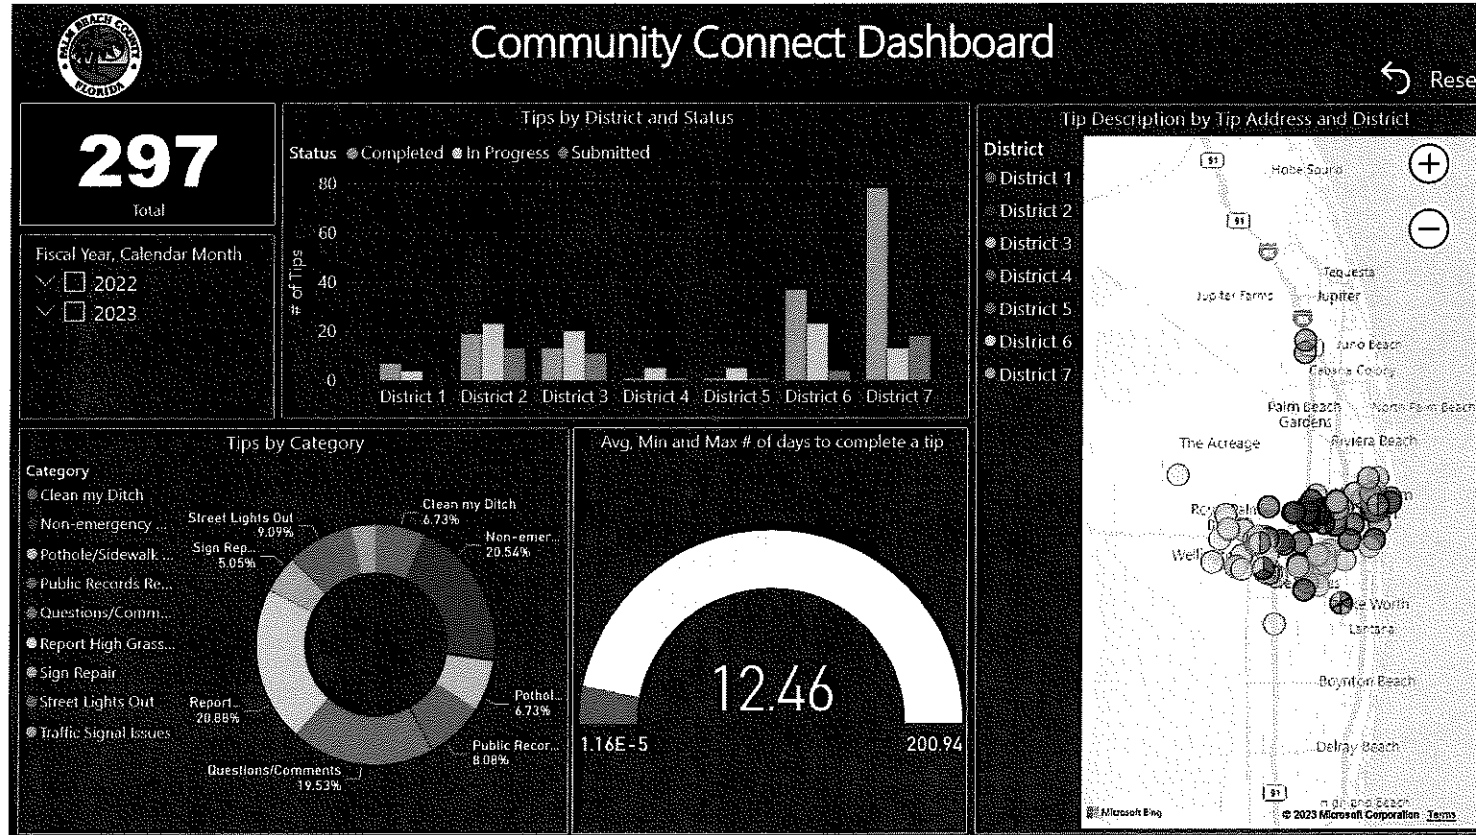 Community Connect Dashboard
PALM BEACH COUNTY
FLORIDA
Rese
297
Total
Fiscal Year, Calendar Month
2022
2023
Tips by District and Status
Status Completed In Progress Submitted
# of Tips
80
60
40
20
0
District 1 District 2 District 3 District 4 District 5 District 6 District 7
Tip Description by Tip Address and District
District
District 1
District 2
District 3
District 4
District 5
District 6
District 7
91
Hobe Sound
91
Tequesta
Jupiter Farms
Jupiter
Juno Beach
Cabana Colony
Palm Beach
Gardens
North Palm Beach
The Acreage
Riviera Beach
Lantana
Boynton Beach
Delray Beach
91
Highland Beach
Microsoft Bing
© 2023 Microsoft Corporation Terms
Tips by Category
Category
Clean my Ditch
Non-emergency ...
Pothole/Sidewalk ...
Public Records Re...
Questions/Comm...
Report High Grass...
Sign Repair
Street Lights Out
Traffic Signal Issues
Clean my Ditch
6.73%
Non-emer...
20.54%
Pothol...
6.73%
Public Recor...
8.08%
Questions/Comments
19.53%
Report...
20.88%
Sign Rep...
5.05%
Street Lights Out
9.09%
Avg, Min and Max # of days to complete a tip
12.46
1.16E-5
200.94